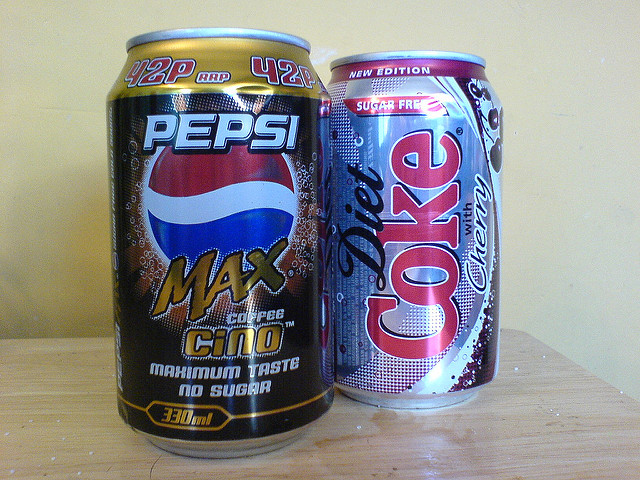 42P RRP 42P
PEPSI
MAX
COFFEE
Cino™
MAXIMUM TASTE
NO SUGAR
330ml
NEW EDITION
SUGAR FREE
Diet
Coke®
with
Cherry